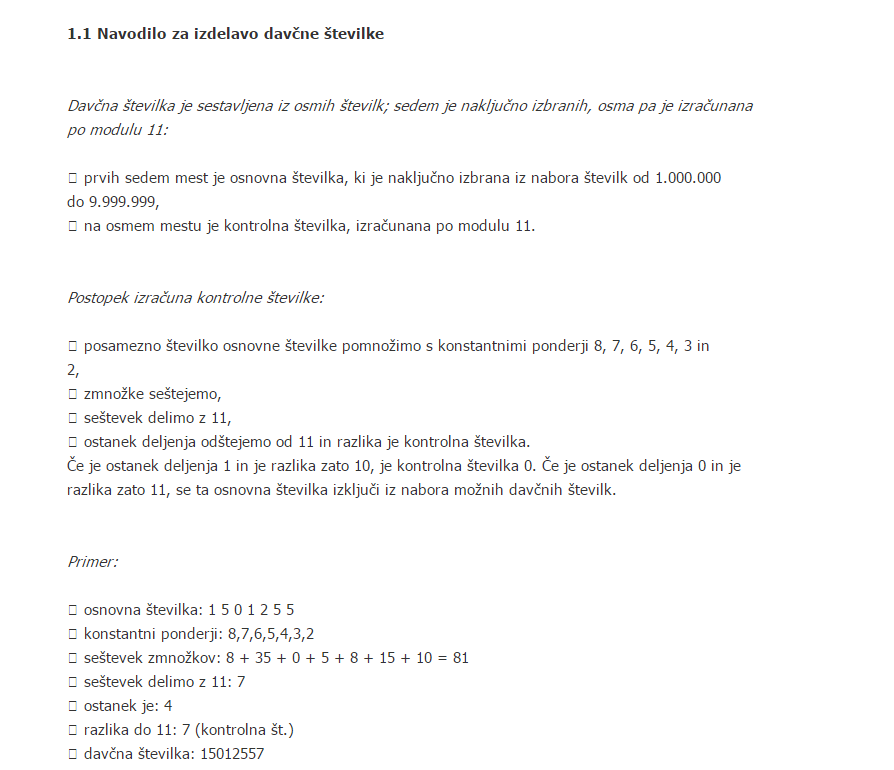 1.1 Navodilo za izdelavo davčne številke
Davčna številka je sestavljena iz osmih številk; sedem je naključno izbranih, osma pa je izračunana
po modulu 11:
 prvih sedem mest je osnovna številka, ki je naključno izbrana iz nabora številk od 1.000.000
do 9.999.999,
 na osmem mestu je kontrolna številka, izračunana po modulu 11.
Postopek izračuna kontrolne številke:
 posamezno številko osnovne številke pomnožimo s konstantnimi ponderji 8, 7, 6, 5, 4, 3 in
2,
 zmnožke seštejemo,
 seštevek delimo z 11,
 ostanek deljenja odštejemo od 11 in razlika je kontrolna številka.
Če je ostanek deljenja 1 in je razlika zato 10, je kontrolna številka 0. Če je ostanek deljenja 0 in je
razlika zato 11, se ta osnovna številka izključi iz nabora možnih davčnih številk.
Primer:
 osnovna številka: 1 5 0 1 2 5 5
 konstantni ponderji: 8,7,6,5,4,3,2
 seštevek zmnožkov: 8 + 35 + 0 + 5 + 8 + 15 + 10 = 81
 seštevek delimo z 11: 7
 ostanek je: 4
 razlika do 11: 7 (kontrolna št.)
 davčna številka: 15012557